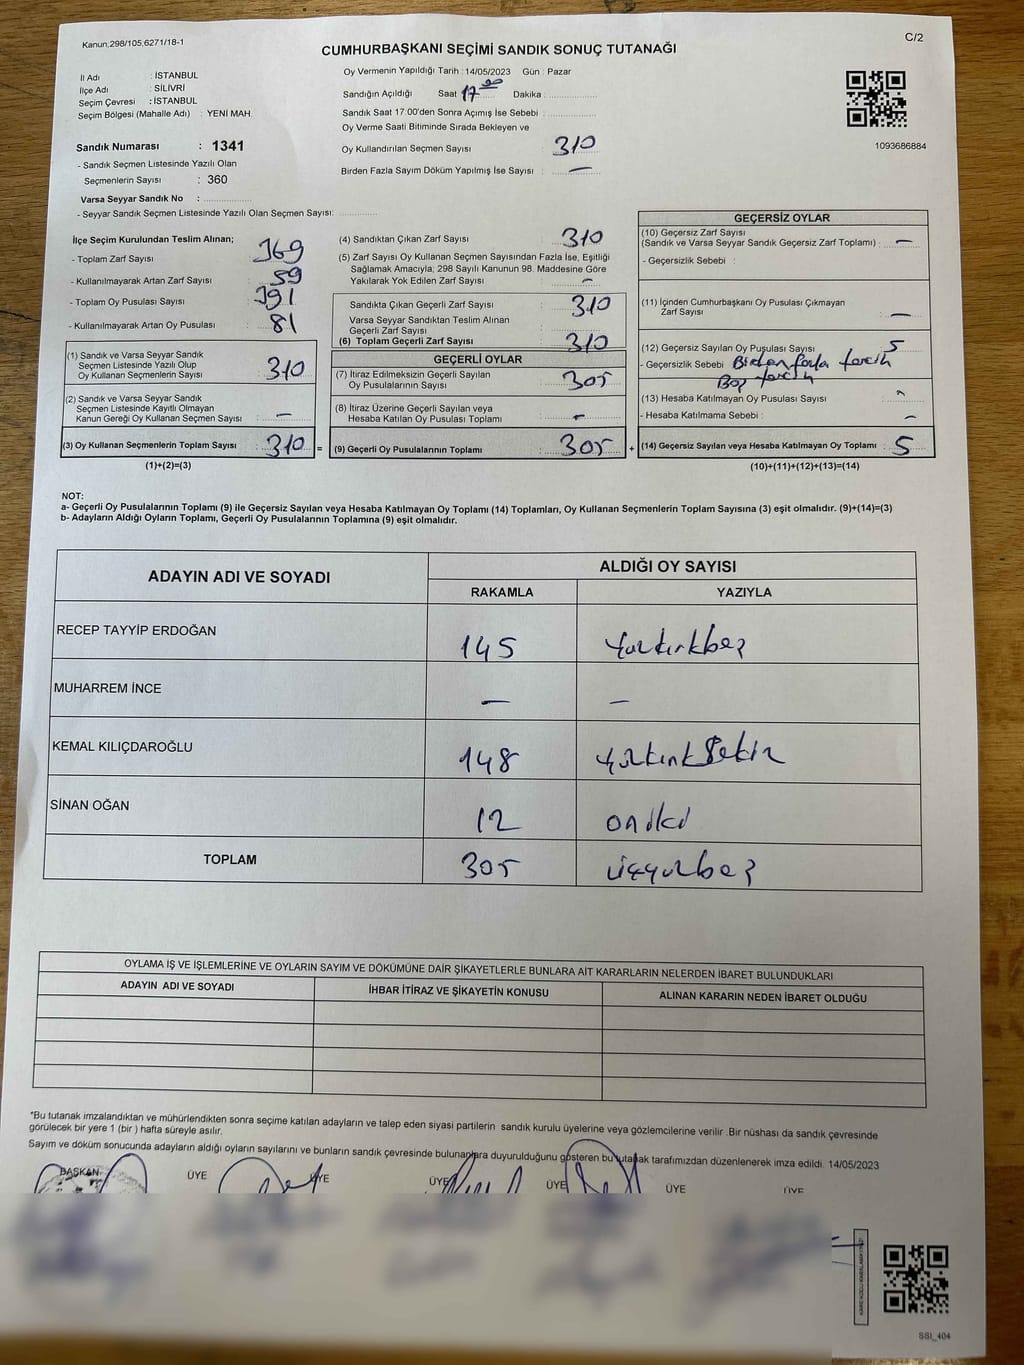 Kanun,298/105,6271/18-1
C/2
CUMHURBAŞKANI SEÇİMİ SANDIK SONUÇ TUTANAĞI
İl Adı : İSTANBUL
İlçe Adı : SİLİVRİ
Seçim Çevresi : İSTANBUL
Seçim Bölgesi (Mahalle Adı) : YENİ MAH.
Oy Vermenin Yapıldığı Tarih : 14/05/2023 Gün : Pazar
Sandığın Açıldığı Saat 17 00 Dakika :
Sandık Saat 17.00'den Sonra Açımış İse Sebebi :
Oy Verme Saati Bitiminde Sırada Bekleyen ve
Oy Kullandırılan Seçmen Sayısı 310
Birden Fazla Sayım Döküm Yapılmış İse Sayısı : —
1093686884
Sandık Numarası : 1341
- Sandık Seçmen Listesinde Yazılı Olan
Seçmenlerin Sayısı : 360
Varsa Seyyar Sandık No :
- Seyyar Sandık Seçmen Listesinde Yazılı Olan Seçmen Sayısı:
İlçe Seçim Kurulundan Teslim Alınan;
- Toplam Zarf Sayısı : 369
- Kullanılmayarak Artan Zarf Sayısı : 59
- Toplam Oy Pusulası Sayısı : 391
- Kullanılmayarak Artan Oy Pusulası : 81
(1) Sandık ve Varsa Seyyar Sandık
Seçmen Listesinde Yazılı Olup
Oy Kullanan Seçmenlerin Sayısı : 310
(2) Sandık ve Varsa Seyyar Sandık
Seçmen Listesinde Kayıtlı Olmayan
Kanun Gereği Oy Kullanan Seçmen Sayısı : —
(3) Oy Kullanan Seçmenlerin Toplam Sayısı : 310 =
(1)+(2)=(3)
(4) Sandıktan Çıkan Zarf Sayısı : 310
(5) Zarf Sayısı Oy Kullanan Seçmen Sayısından Fazla İse, Eşitliği
Sağlamak Amacıyla, 298 Sayılı Kanunun 98. Maddesine Göre
Yakılarak Yok Edilen Zarf Sayısı : —
Sandıkta Çıkan Geçerli Zarf Sayısı : 310
Varsa Seyyar Sandıktan Teslim Alınan
Geçerli Zarf Sayısı :
(6) Toplam Geçerli Zarf Sayısı : 310
GEÇERLİ OYLAR
(7) İtiraz Edilmeksizin Geçerli Sayılan
Oy Pusulalarının Sayısı : 305
(8) İtiraz Üzerine Geçerli Sayılan veya
Hesaba Katılan Oy Pusulası Toplamı : —
(9) Geçerli Oy Pusulalarının Toplamı : 305 +
GEÇERSİZ OYLAR
(10) Geçersiz Zarf Sayısı
(Sandık ve Varsa Seyyar Sandık Geçersiz Zarf Toplamı) : —
- Geçersizlik Sebebi :
(11) İçinden Cumhurbaşkanı Oy Pusulası Çıkmayan
Zarf Sayısı : —
(12) Geçersiz Sayılan Oy Pusulası Sayısı : 5
- Geçersizlik Sebebi Birden fazla tercih
Boş tercih
(13) Hesaba Katılmayan Oy Pusulası Sayısı : —
- Hesaba Katılmama Sebebi : —
(14) Geçersiz Sayılan veya Hesaba Katılmayan Oy Toplamı : 5
(10)+(11)+(12)+(13)=(14)
NOT:
a- Geçerli Oy Pusulalarının Toplamı (9) ile Geçersiz Sayılan veya Hesaba Katılmayan Oy Toplamı (14) Toplamları, Oy Kullanan Seçmenlerin Toplam Sayısına (3) eşit olmalıdır. (9)+(14)=(3)
b- Adayların Aldığı Oyların Toplamı, Geçerli Oy Pusulalarının Toplamına (9) eşit olmalıdır.
ADAYIN ADI VE SOYADI
ALDIĞI OY SAYISI
RAKAMLA YAZIYLA
RECEP TAYYİP ERDOĞAN 145 Yüzkırkbeş
MUHARREM İNCE — —
KEMAL KILIÇDAROĞLU 148 Yüzkırksekiz
SİNAN OĞAN 12 oniki
TOPLAM 305 üçyüzbeş
OYLAMA İŞ VE İŞLEMLERİNE VE OYLARIN SAYIM VE DÖKÜMÜNE DAİR ŞİKAYETLERLE BUNLARA AİT KARARLARIN NELERDEN İBARET BULUNDUKLARI
ADAYIN ADI VE SOYADI İHBAR İTİRAZ VE ŞİKAYETİN KONUSU ALINAN KARARIN NEDEN İBARET OLDUĞU
*Bu tutanak imzalandıktan ve mühürlendikten sonra seçime katılan adayların ve talep eden siyasi partilerin sandık kurulu üyelerine veya gözlemcilerine verilir .Bir nüshası da sandık çevresinde
görülecek bir yere 1 (bir ) hafta süreyle asılır.
Sayım ve döküm sonucunda adayların aldığı oyların sayılarını ve bunların sandık çevresinde bulunanlara duyurulduğunu gösteren bu tutanak tarafımızdan düzenlenerek imza edildi. 14/05/2023
BAŞKAN ÜYE ÜYE ÜYE ÜYE ÜYE ÜYE
SSI_404